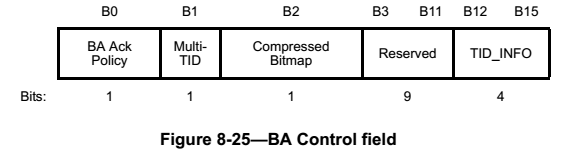 B0 B1 B2 B3 B11 B12 B15
BA Ack Multi- Compressed Reserved TID_INFO
Policy TID Bitmap
Bits: 1 1 1 9 4
Figure 8-25—BA Control field